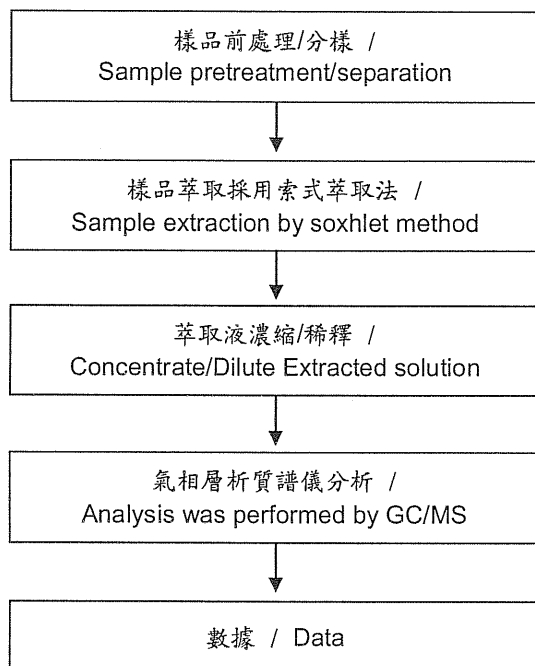 樣品前處理/分樣 /
Sample pretreatment/separation
樣品萃取採用索式萃取法 /
Sample extraction by soxhlet method
萃取液濃縮/稀釋 /
Concentrate/Dilute Extracted solution
氣相層析質譜儀分析 /
Analysis was performed by GC/MS
數據 / Data